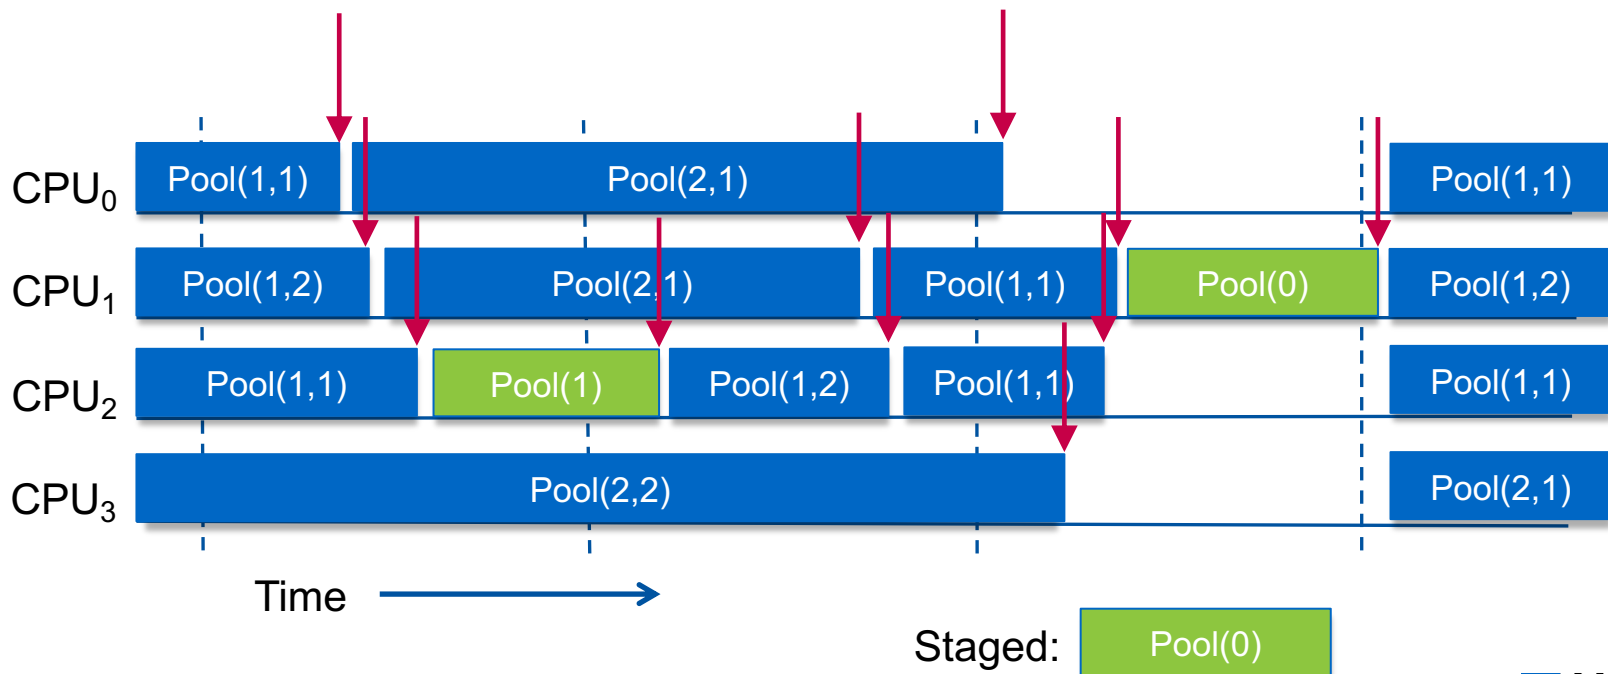 CPU₀ Pool(1,1) Pool(2,1) Pool(1,1)
CPU₁ Pool(1,2) Pool(2,1) Pool(1,1) Pool(0) Pool(1,2)
CPU₂ Pool(1,1) Pool(1) Pool(1,2) Pool(1,1) Pool(1,1)
CPU₃ Pool(2,2) Pool(2,1)
Time
Staged: Pool(0)